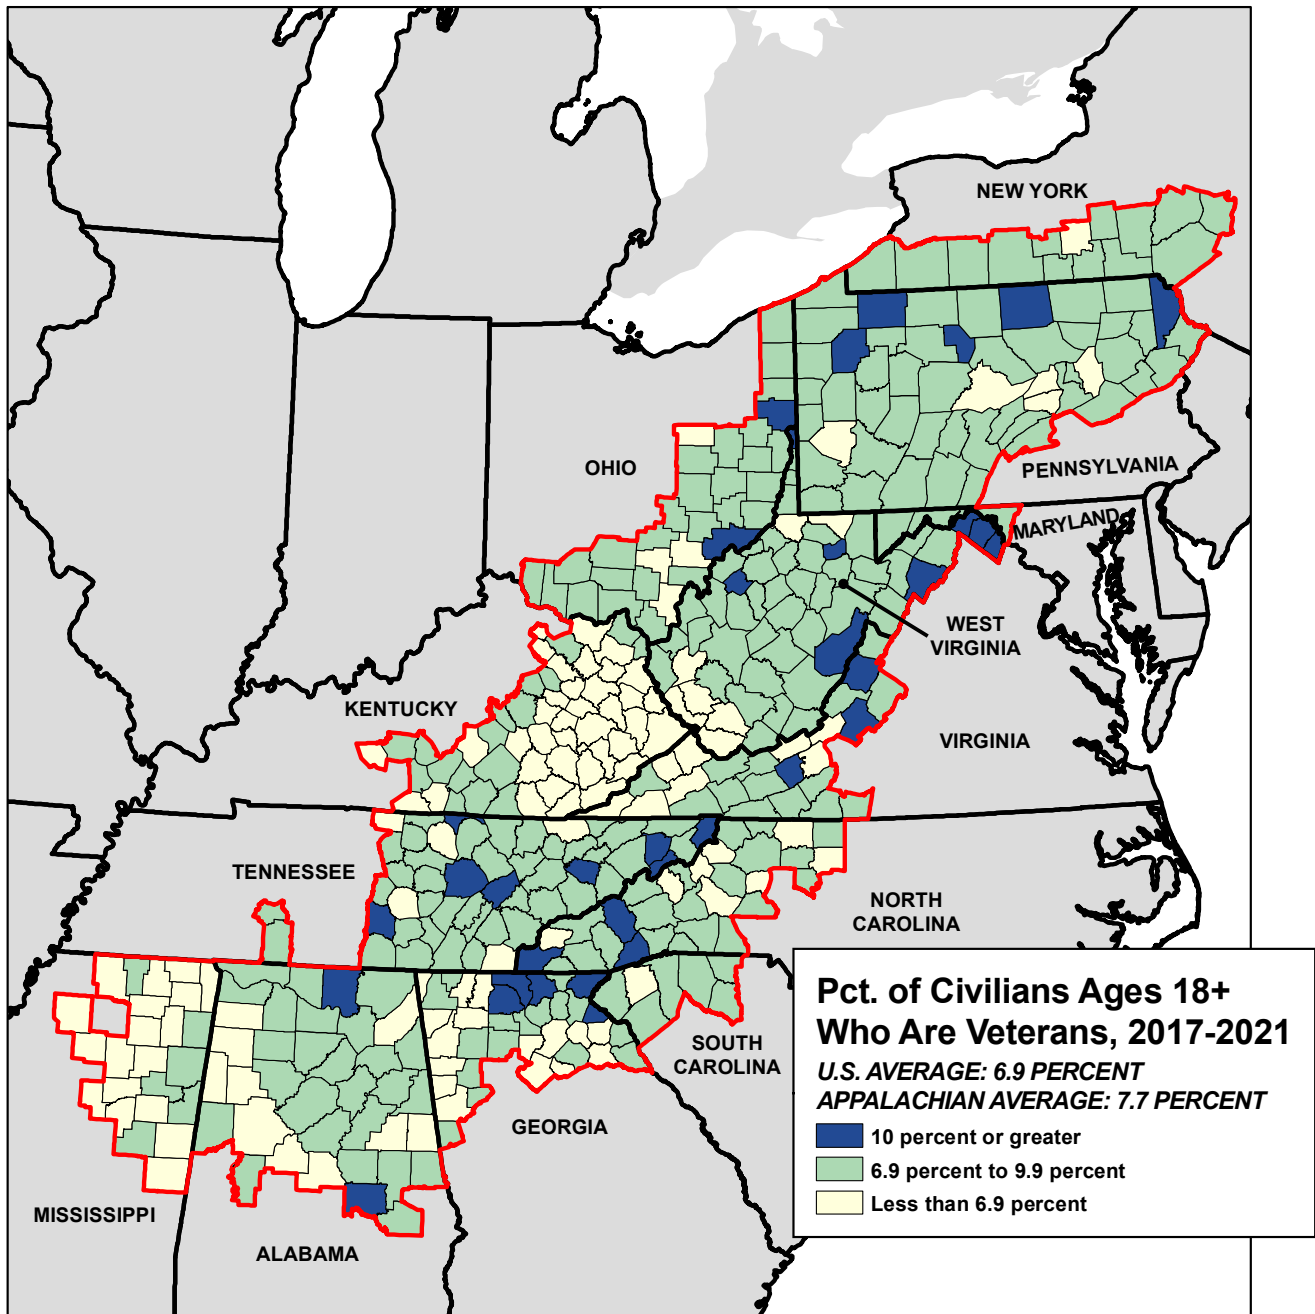 NEW YORK
OHIO
PENNSYLVANIA
MARYLAND
WEST
VIRGINIA
KENTUCKY
VIRGINIA
TENNESSEE
NORTH
CAROLINA
SOUTH
CAROLINA
GEORGIA
MISSISSIPPI
ALABAMA
Pct. of Civilians Ages 18+
Who Are Veterans, 2017-2021
U.S. AVERAGE: 6.9 PERCENT
APPALACHIAN AVERAGE: 7.7 PERCENT
10 percent or greater
6.9 percent to 9.9 percent
Less than 6.9 percent